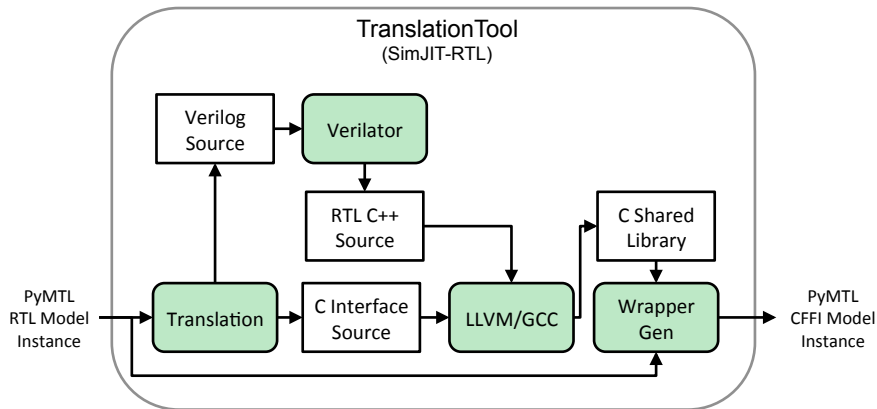 TranslationTool
(SimJIT-RTL)
Verilog
Source
Verilator
RTL C++
Source
C Shared
Library
PyMTL
RTL Model
Instance
Translation
C Interface
Source
LLVM/GCC
Wrapper
Gen
PyMTL
CFFI Model
Instance